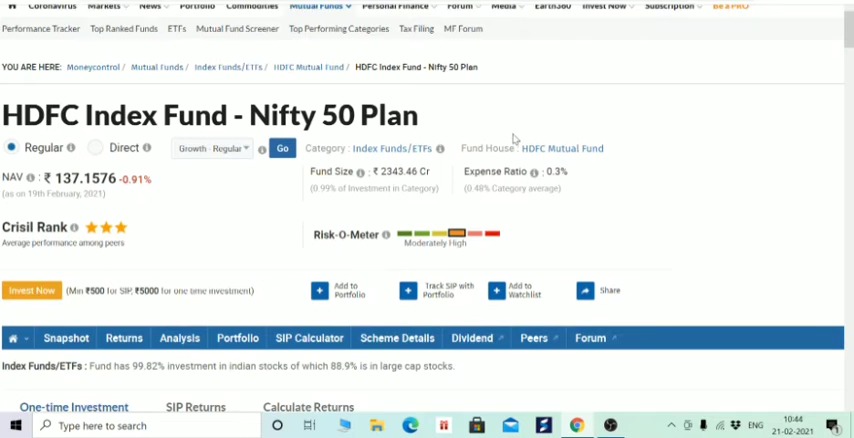 Coronavirus Markets News Portfolio Commodities Mutual Funds Personal Finance Forum Media Earth360 Invest Now Subscription Be a PRO
Performance Tracker Top Ranked Funds ETFs Mutual Fund Screener Top Performing Categories Tax Filing MF Forum
YOU ARE HERE: Moneycontrol / Mutual Funds / Index Funds/ETFs / HDFC Mutual Fund / HDFC Index Fund - Nifty 50 Plan
HDFC Index Fund - Nifty 50 Plan
Regular Direct Growth - Regular Go Category : Index Funds/ETFs Fund House : HDFC Mutual Fund
NAV : ₹ 137.1576 -0.91% Fund Size : ₹ 2343.46 Cr Expense Ratio : 0.3%
(as on 19th February, 2021) (0.99% of Investment in Category) (0.48% Category average)
Crisil Rank
Average performance among peers
Risk-O-Meter
Moderately High
Invest Now (Min ₹500 for SIP, ₹5000 for one time investment)
Add to
Portfolio
Track SIP with
Portfolio
Add to
Watchlist
Share
Snapshot Returns Analysis Portfolio SIP Calculator Scheme Details Dividend Peers Forum
Index Funds/ETFs : Fund has 99.82% investment in indian stocks of which 88.9% is in large cap stocks.
One-time Investment SIP Returns Calculate Returns
Type here to search
ENG
10:44
21-02-2021
1